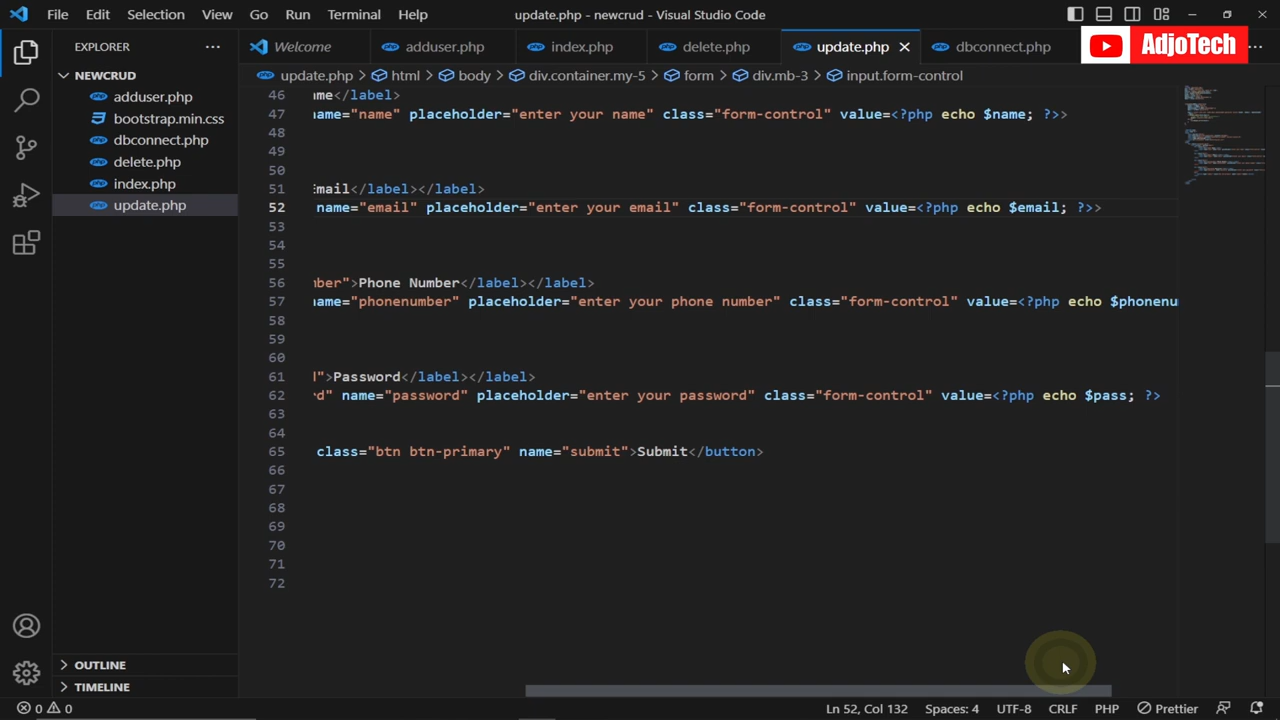 File Edit Selection View Go Run Terminal Help
update.php - newcrud - Visual Studio Code
EXPLORER
NEWCRUD
adduser.php
bootstrap.min.css
dbconnect.php
delete.php
index.php
update.php
OUTLINE
TIMELINE
Welcome adduser.php index.php delete.php update.php dbconnect.php
AdjoTech
update.php > html > body > div.container.my-5 > form > div.mb-3 > input.form-control
46 ame</label>
47 name="name" placeholder="enter your name" class="form-control" value=<?php echo $name; ?>>
48
49
50
51 Email</label></label>
52 name="email" placeholder="enter your email" class="form-control" value=<?php echo $email; ?>>
53
54
55
56 mber">Phone Number</label></label>
57 name="phonenumber" placeholder="enter your phone number" class="form-control" value=<?php echo $phonenu
58
59
60
61 d">Password</label></label>
62 rd" name="password" placeholder="enter your password" class="form-control" value=<?php echo $pass; ?>
63
64
65 class="btn btn-primary" name="submit">Submit</button>
66
67
68
69
70
71
72
0 0
Ln 52, Col 132 Spaces: 4 UTF-8 CRLF PHP Prettier